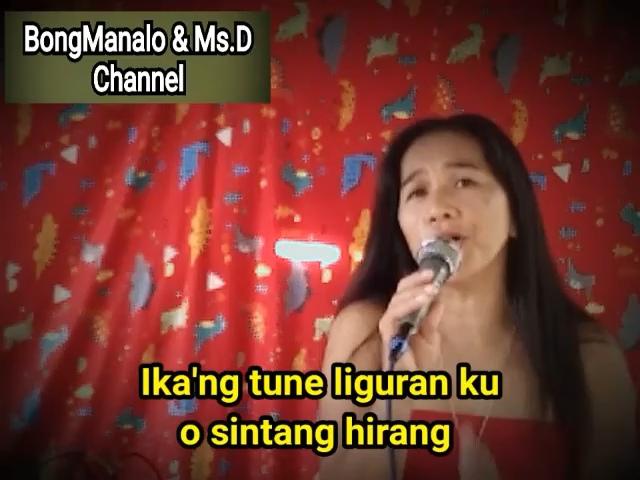 BongManalo & Ms.D
Channel
Ika'ng tune liguran ku
o sintang hirang